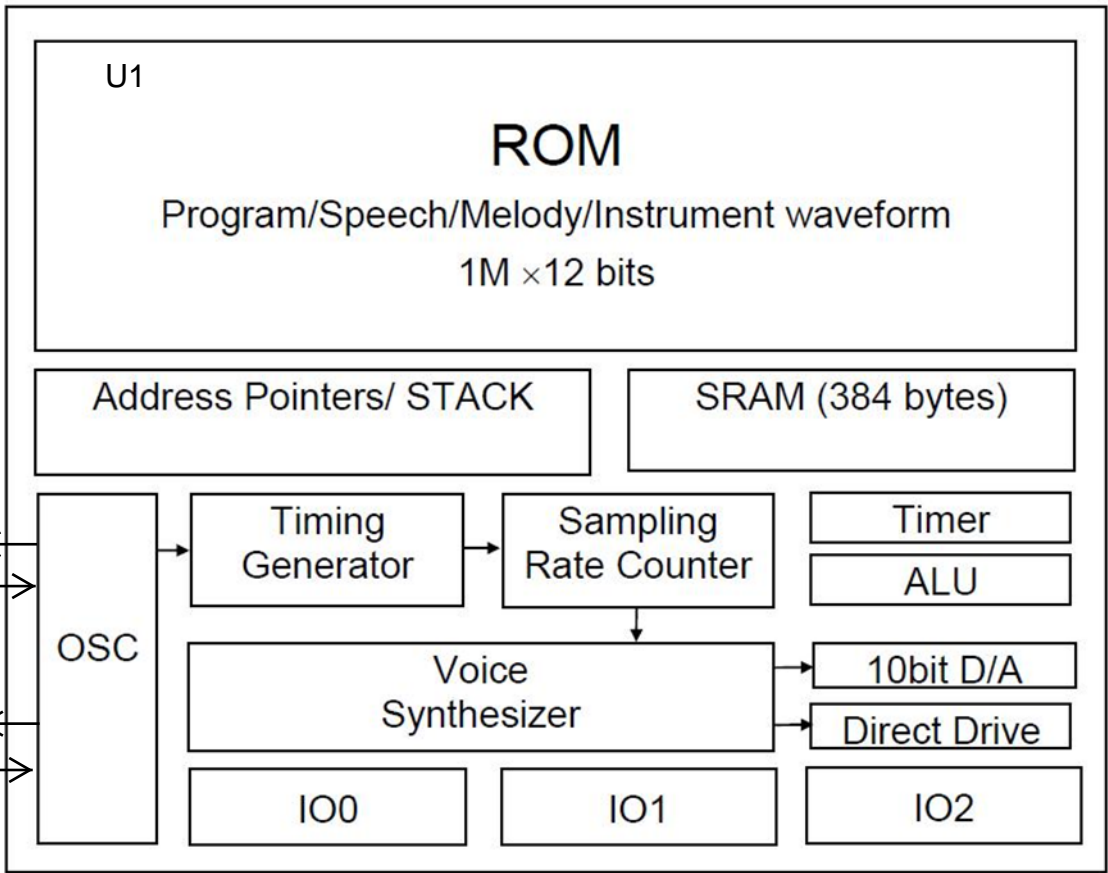 U1
ROM
Program/Speech/Melody/Instrument waveform
1M ×12 bits
Address Pointers/ STACK
SRAM (384 bytes)
OSC
Timing
Generator
Sampling
Rate Counter
Timer
ALU
Voice
Synthesizer
10bit D/A
Direct Drive
IO0
IO1
IO2